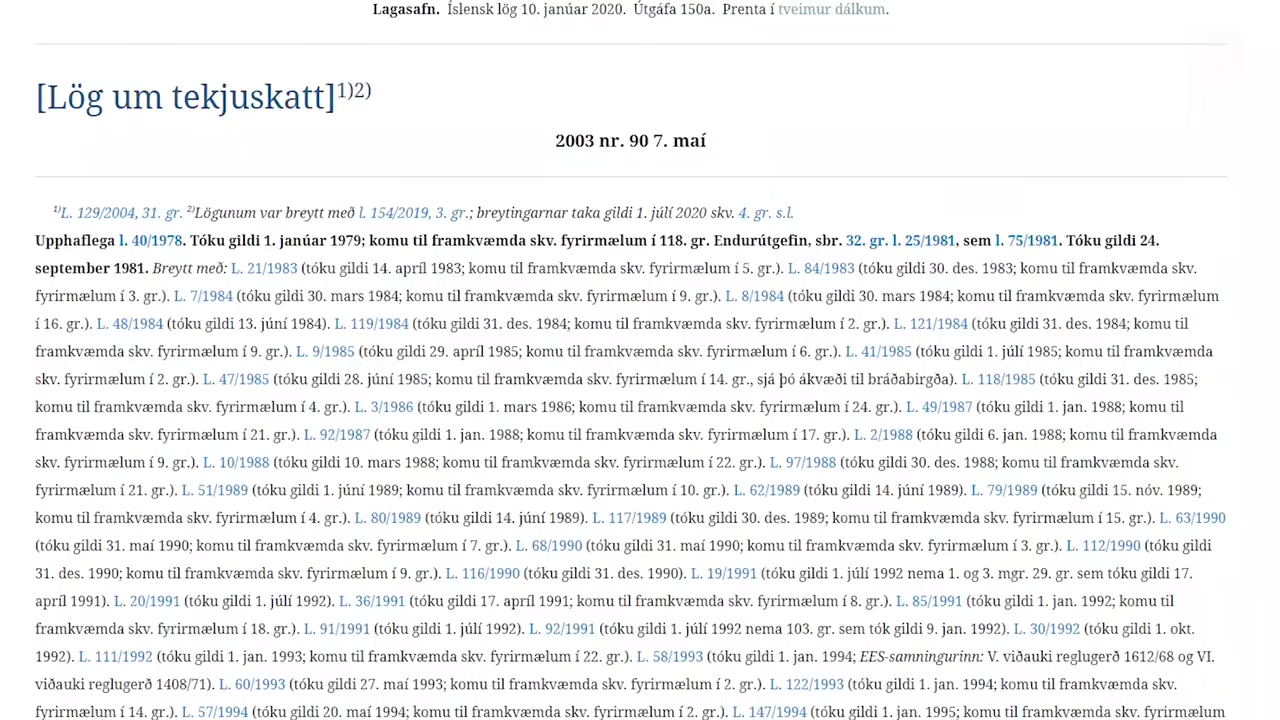 Lagasafn. Íslensk lög 10. janúar 2020. Útgáfa 150a. Prenta í tveimur dálkum.
[Lög um tekjuskatt]1)2)
2003 nr. 90 7. maí
1)L. 129/2004, 31. gr. 2)Lögunum var breytt með l. 154/2019, 3. gr.; breytingarnar taka gildi 1. júlí 2020 skv. 4. gr. s.l.
Upphaflega l. 40/1978. Tóku gildi 1. janúar 1979; komu til framkvæmda skv. fyrirmælum í 118. gr. Endurútgefin, sbr. 32. gr. l. 25/1981, sem l. 75/1981. Tóku gildi 24.
september 1981. Breytt með: L. 21/1983 (tóku gildi 14. apríl 1983; komu til framkvæmda skv. fyrirmælum í 5. gr.). L. 84/1983 (tóku gildi 30. des. 1983; komu til framkvæmda skv.
fyrirmælum í 3. gr.). L. 7/1984 (tóku gildi 30. mars 1984; komu til framkvæmda skv. fyrirmælum í 9. gr.). L. 8/1984 (tóku gildi 30. mars 1984; komu til framkvæmda skv. fyrirmælum
í 16. gr.). L. 48/1984 (tóku gildi 13. júní 1984). L. 119/1984 (tóku gildi 31. des. 1984; komu til framkvæmda skv. fyrirmælum í 2. gr.). L. 121/1984 (tóku gildi 31. des. 1984; komu til
framkvæmda skv. fyrirmælum í 9. gr.). L. 9/1985 (tóku gildi 29. apríl 1985; komu til framkvæmda skv. fyrirmælum í 6. gr.). L. 41/1985 (tóku gildi 1. júlí 1985; komu til framkvæmda
skv. fyrirmælum í 2. gr.). L. 47/1985 (tóku gildi 28. júní 1985; komu til framkvæmda skv. fyrirmælum í 14. gr., sjá þó ákvæði til bráðabirgða). L. 118/1985 (tóku gildi 31. des. 1985;
komu til framkvæmda skv. fyrirmælum í 4. gr.). L. 3/1986 (tóku gildi 1. mars 1986; komu til framkvæmda skv. fyrirmælum í 24. gr.). L. 49/1987 (tóku gildi 1. jan. 1988; komu til
framkvæmda skv. fyrirmælum í 21. gr.). L. 92/1987 (tóku gildi 1. jan. 1988; komu til framkvæmda skv. fyrirmælum í 17. gr.). L. 2/1988 (tóku gildi 6. jan. 1988; komu til framkvæmda
skv. fyrirmælum í 9. gr.). L. 10/1988 (tóku gildi 10. mars 1988; komu til framkvæmda skv. fyrirmælum í 22. gr.). L. 97/1988 (tóku gildi 30. des. 1988; komu til framkvæmda skv.
fyrirmælum í 21. gr.). L. 51/1989 (tóku gildi 1. júní 1989; komu til framkvæmda skv. fyrirmælum í 10. gr.). L. 62/1989 (tóku gildi 14. júní 1989). L. 79/1989 (tóku gildi 15. nóv. 1989;
komu til framkvæmda skv. fyrirmælum í 4. gr.). L. 80/1989 (tóku gildi 14. júní 1989). L. 117/1989 (tóku gildi 30. des. 1989; komu til framkvæmda skv. fyrirmælum í 15. gr.). L. 63/1990
(tóku gildi 31. maí 1990; komu til framkvæmda skv. fyrirmælum í 7. gr.). L. 68/1990 (tóku gildi 31. maí 1990; komu til framkvæmda skv. fyrirmælum í 3. gr.). L. 112/1990 (tóku gildi
31. des. 1990; komu til framkvæmda skv. fyrirmælum í 9. gr.). L. 116/1990 (tóku gildi 31. des. 1990). L. 19/1991 (tóku gildi 1. júlí 1992 nema 1. og 3. mgr. 29. gr. sem tóku gildi 17.
apríl 1991). L. 20/1991 (tóku gildi 1. júlí 1992). L. 36/1991 (tóku gildi 17. apríl 1991; komu til framkvæmda skv. fyrirmælum í 8. gr.). L. 85/1991 (tóku gildi 1. jan. 1992; komu til
framkvæmda skv. fyrirmælum í 18. gr.). L. 91/1991 (tóku gildi 1. júlí 1992). L. 92/1991 (tóku gildi 1. júlí 1992 nema 103. gr. sem tók gildi 9. jan. 1992). L. 30/1992 (tóku gildi 1. okt.
1992). L. 111/1992 (tóku gildi 1. jan. 1993; komu til framkvæmda skv. fyrirmælum í 22. gr.). L. 58/1993 (tóku gildi 1. jan. 1994; EES-samningurinn: V. viðauki reglugerð 1612/68 og VI.
viðauki reglugerð 1408/71). L. 60/1993 (tóku gildi 27. maí 1993; komu til framkvæmda skv. fyrirmælum í 2. gr.). L. 122/1993 (tóku gildi 1. jan. 1994; komu til framkvæmda skv.
fyrirmælum í 14. gr.). L. 57/1994 (tóku gildi 20. maí 1994; komu til framkvæmda skv. fyrirmælum í 2. gr.). L. 147/1994 (tóku gildi 1. jan. 1995; komu til framkvæmda skv. fyrirmælum